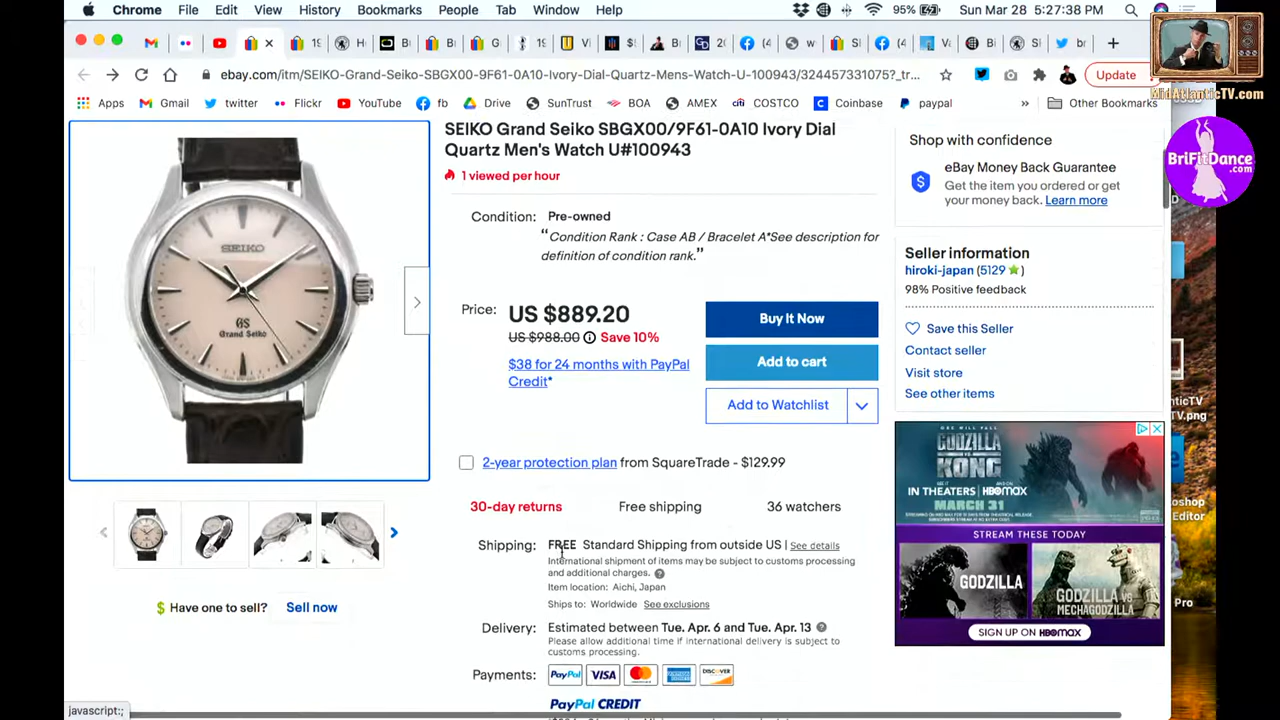 Chrome File Edit View History Bookmarks People Tab Window Help
95% Sun Mar 28 5:27:38 PM
ebay.com/itm/SEIKO-Grand-Seiko-SBGX00-9F61-0A10-Ivory-Dial-Quartz-Mens-Watch-U-100943/324457331075?_tr...
Update
Apps Gmail twitter Flickr YouTube fb Drive SunTrust BOA AMEX COSTCO Coinbase paypal » Other Bookmarks
MidAtlanticTV.com
BriFitDance
.com
SEIKO
GS
Grand Seiko
Have one to sell? Sell now
SEIKO Grand Seiko SBGX00/9F61-0A10 Ivory Dial
Quartz Men's Watch U#100943
1 viewed per hour
Condition: Pre-owned
“Condition Rank : Case AB / Bracelet A*See description for
definition of condition rank.”
Price: US $889.20
US $988.00 Save 10%
$38 for 24 months with PayPal
Credit*
Buy It Now
Add to cart
Add to Watchlist
2-year protection plan from SquareTrade - $129.99
30-day returns Free shipping 36 watchers
Shipping: FREE Standard Shipping from outside US | See details
International shipment of items may be subject to customs processing
and additional charges.
Item location: Aichi, Japan
Ships to: Worldwide See exclusions
Delivery: Estimated between Tue. Apr. 6 and Tue. Apr. 13
Please allow additional time if international delivery is subject to
customs processing.
Payments: PayPal VISA
DISCOVER
PayPal CREDIT
Shop with confidence
eBay Money Back Guarantee
Get the item you ordered or get
your money back. Learn more
Seller information
hiroki-japan (5129)
98% Positive feedback
Save this Seller
Contact seller
Visit store
See other items
ONE WILL FALL
GODZILLA
VS
KONG
IN THEATERS | HBOMAX
MARCH 31
STREAM THESE TODAY
GODZILLA
GODZILLA VS
MECHAGODZILLA
SIGN UP ON HBOMAX
anticTV
TV.png
oshop
Editor
Pro
javascript:;